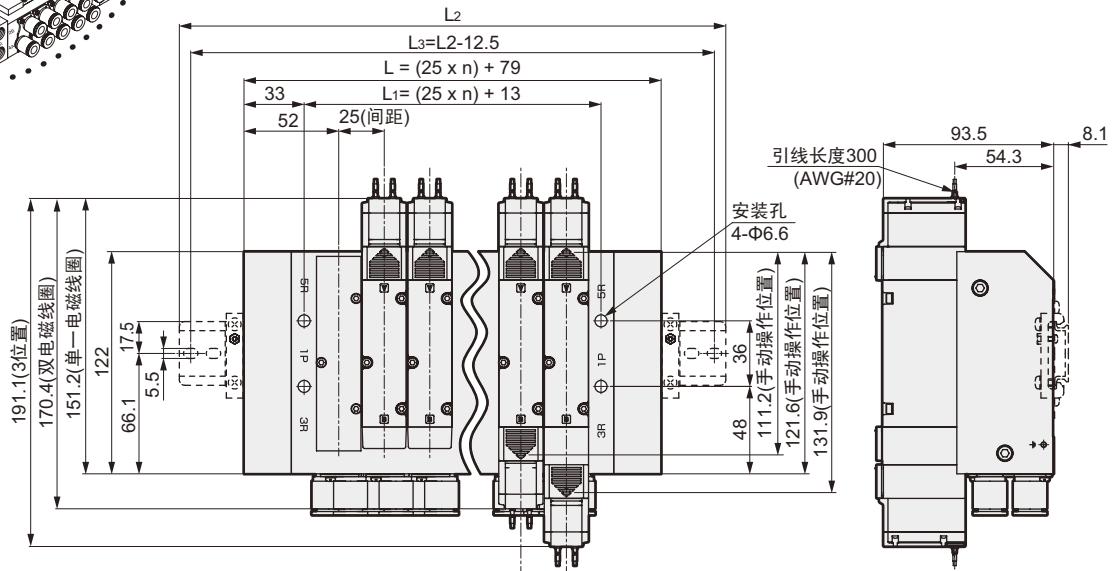 L2
L3=L2-12.5
L = (25 x n) + 79
33
L1= (25 x n) + 13
52
25(间距)
93.5
8.1
54.3
引线长度300
(AWG#20)
安装孔
4-Φ6.6
191.1(3位置)
170.4(双电磁线圈)
151.2(单一电磁线圈)
122
17.5
5.5
66.1
5R
1P
3R
5R
1P
3R
36
48
111.2(手动操作位置)
121.6(手动操作位置)
131.9(手动操作位置)